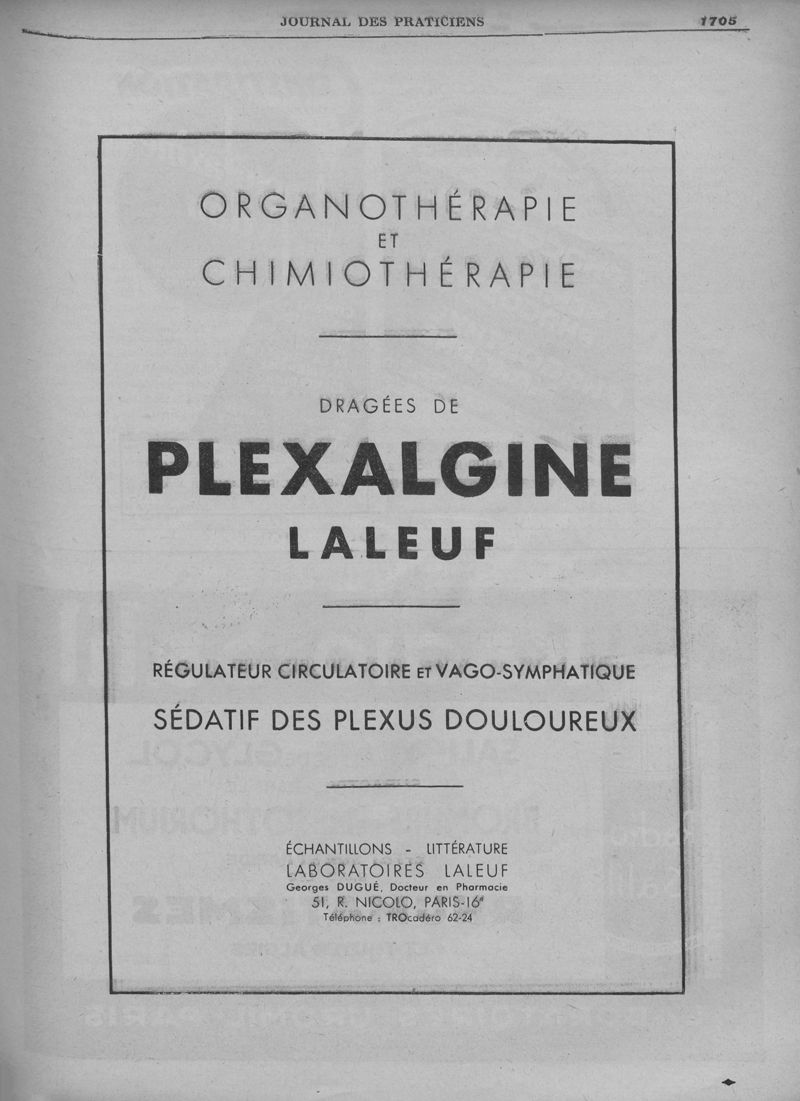 JOURNAL DES PRATICIENS 1705
ORGANOTHÉRAPIE
ET
CHIMIOTHÉRAPIE
DRAGÉES DE
PLEXALGINE
LALEUF
RÉGULATEUR CIRCULATOIRE ET VAGO-SYMPHATIQUE
SÉDATIF DES PLEXUS DOULOUREUX
ÉCHANTILLONS - LITTÉRATURE
LABORATOIRES LALEUF
Georges DUGUÉ, Docteur en Pharmacie
51, R. NICOLO, PARIS-16e
Téléphone : TROcadéro 62-24